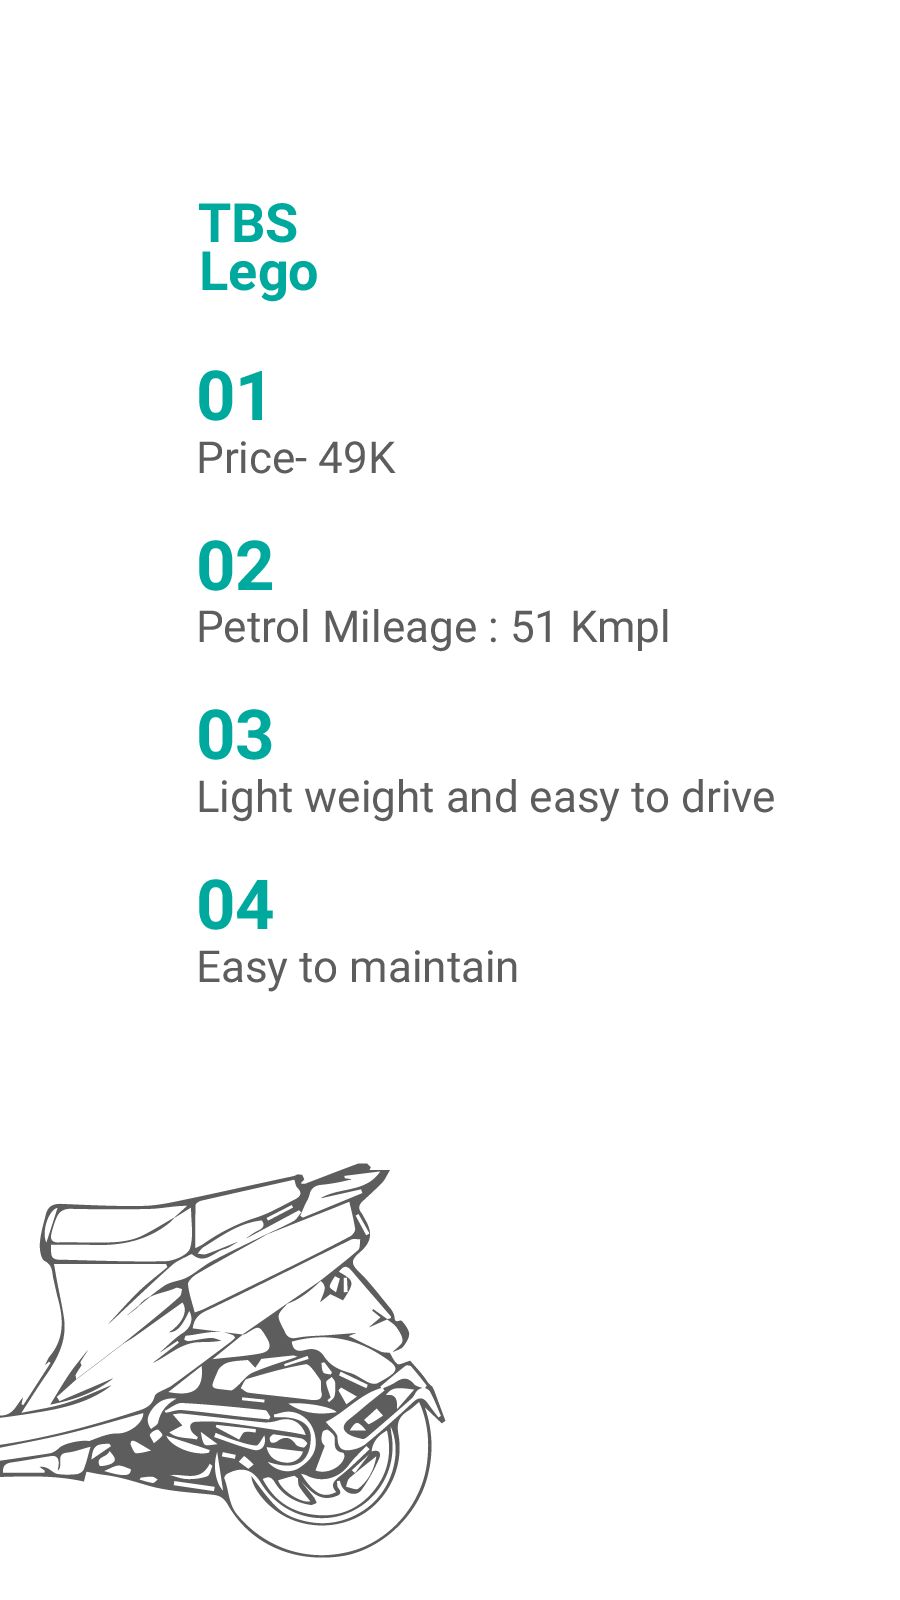 TBS
Lego
01
Price- 49K
02
Petrol Mileage : 51 Kmpl
03
Light weight and easy to drive
04
Easy to maintain